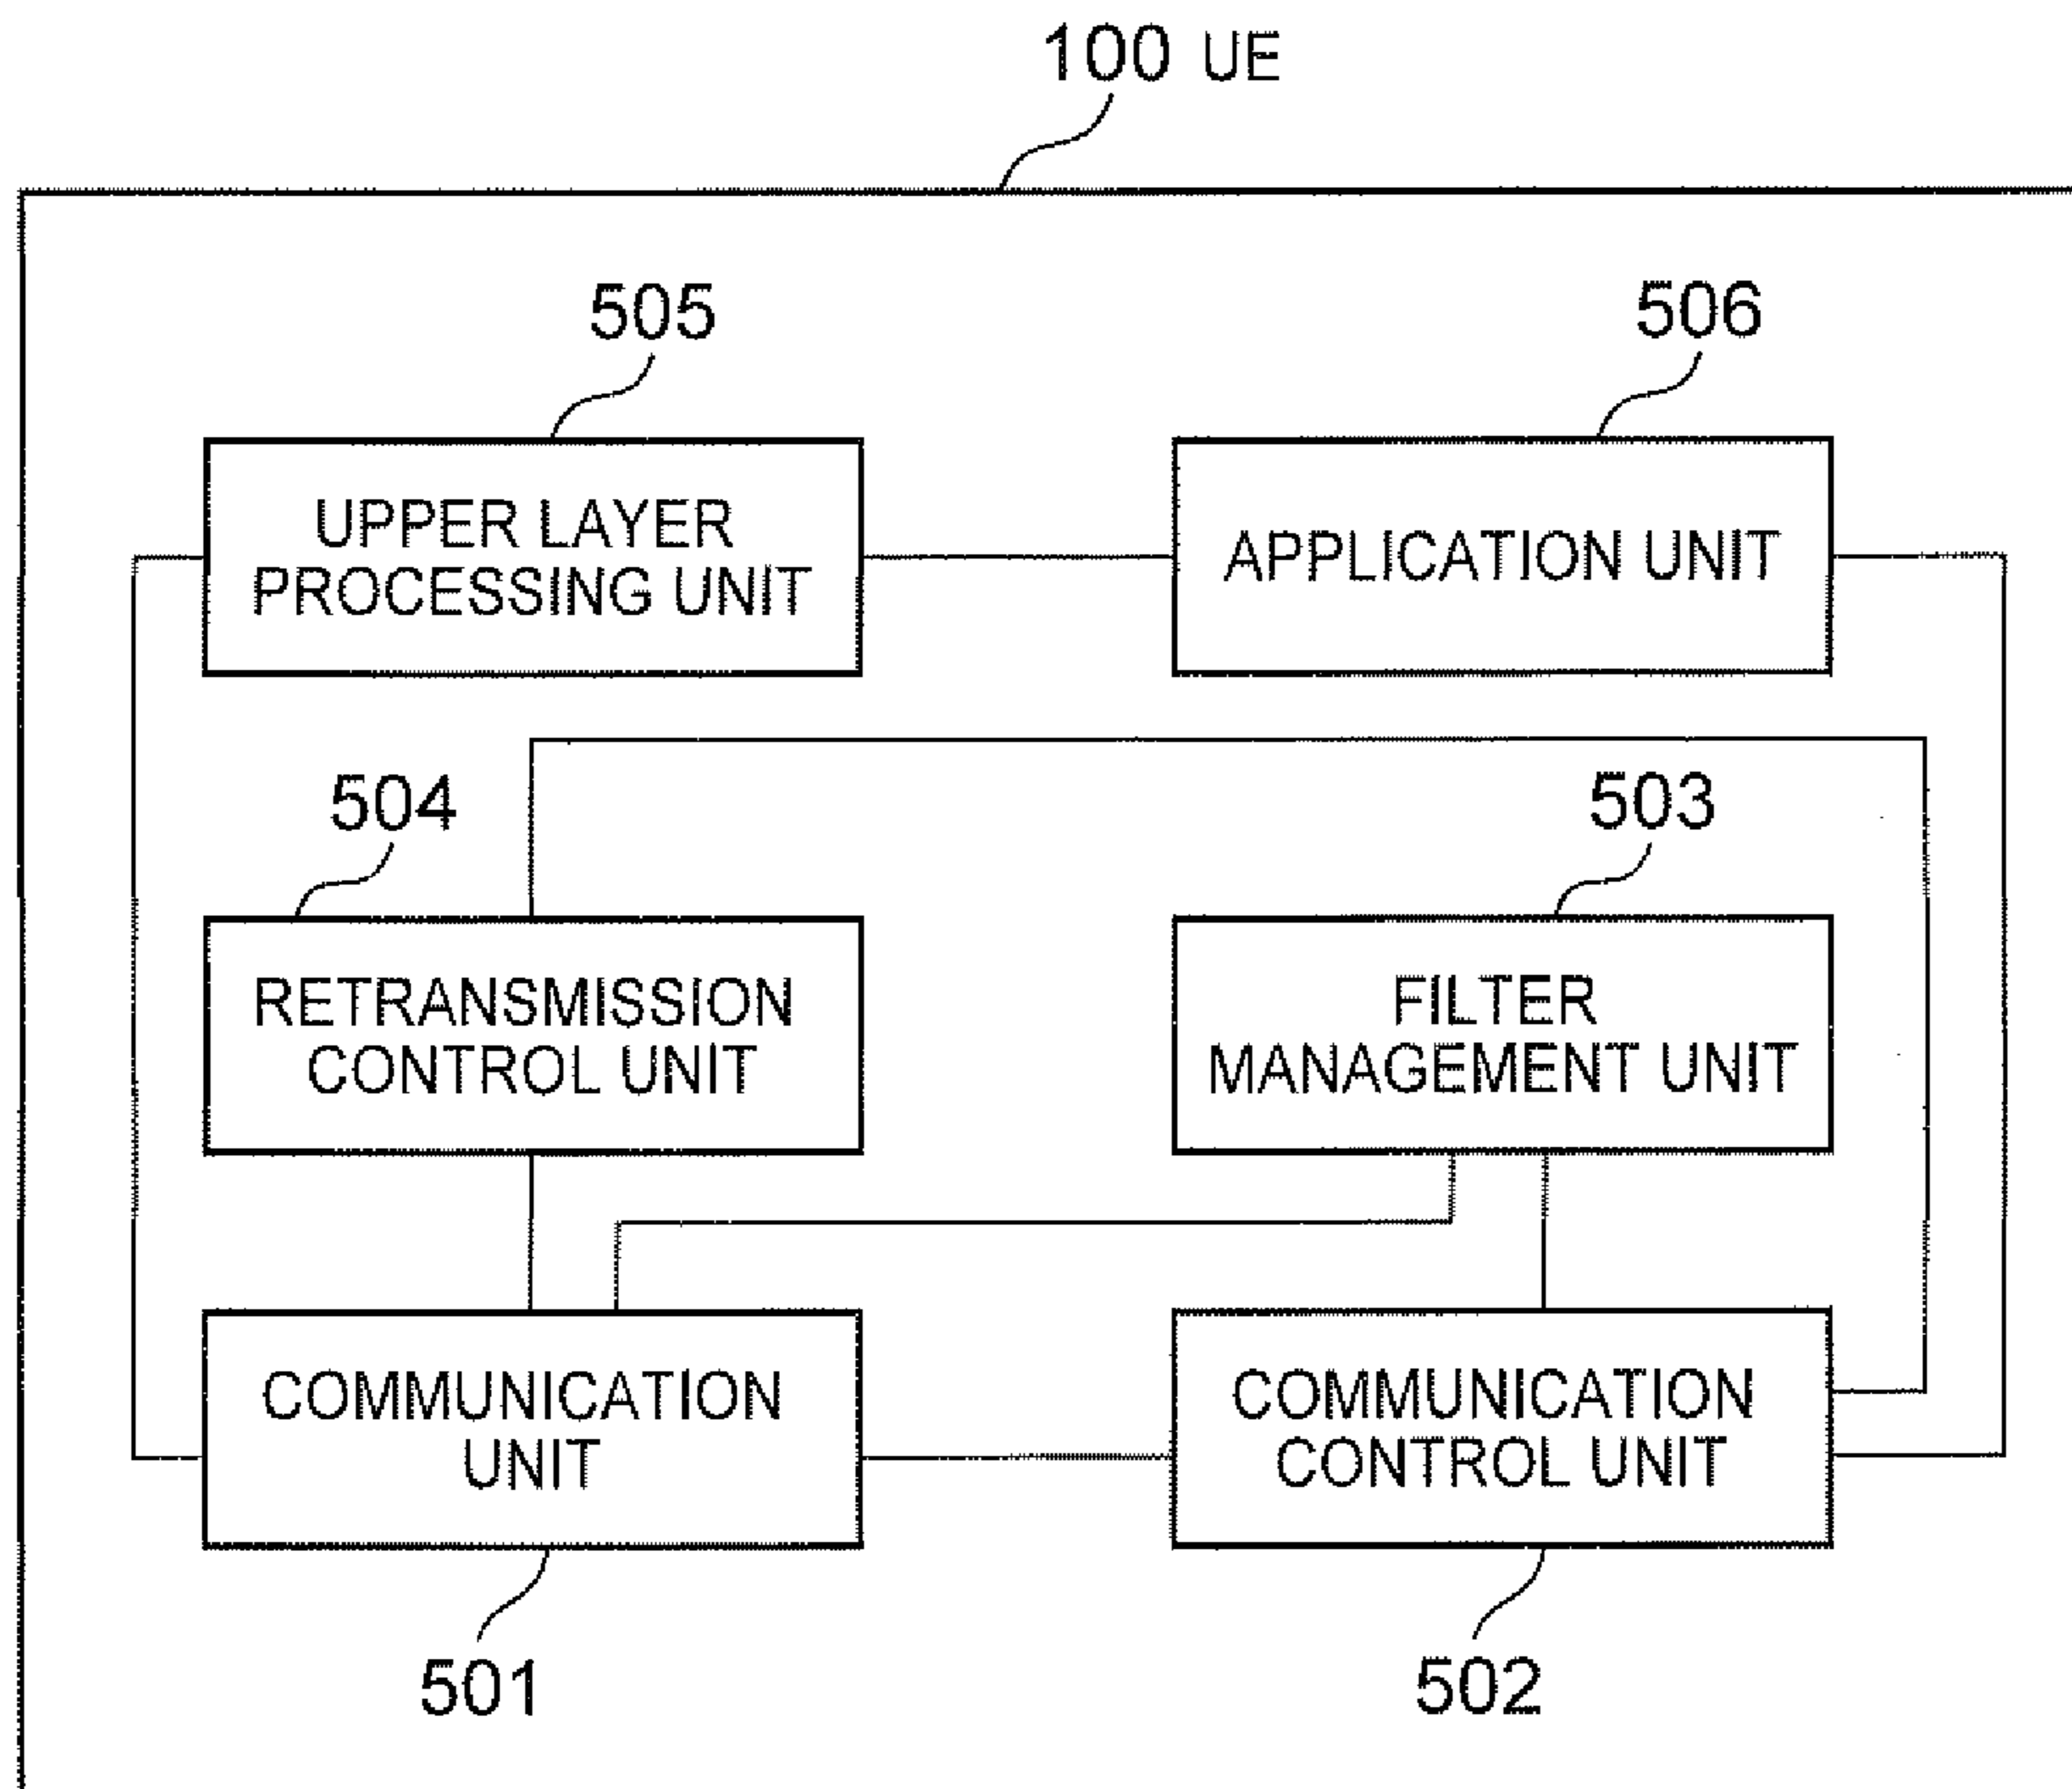 100 UE
505
506
UPPER LAYER
PROCESSING UNIT
APPLICATION UNIT
504
503
RETRANSMISSION
CONTROL UNIT
FILTER
MANAGEMENT UNIT
COMMUNICATION
UNIT
COMMUNICATION
CONTROL UNIT
501
502